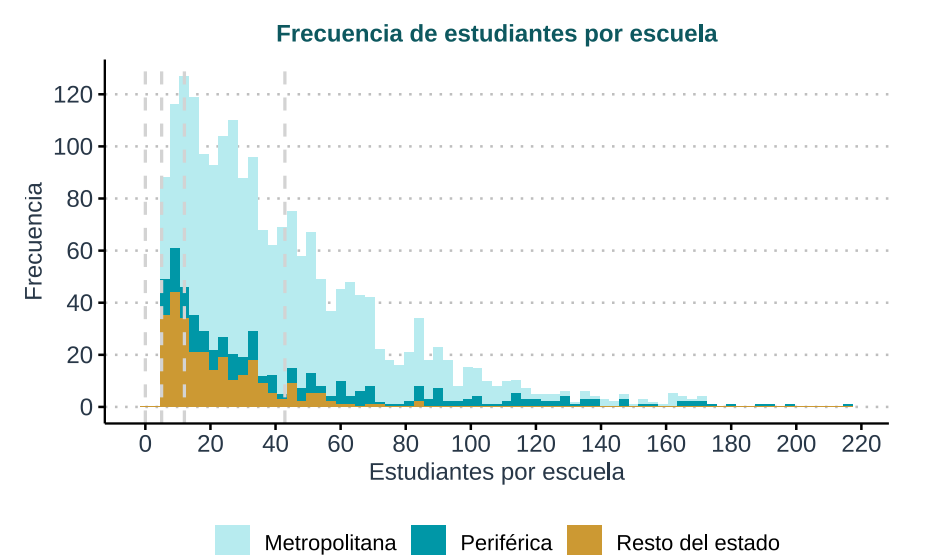 Frecuencia de estudiantes por escuela
Frecuencia
120
100
80
60
40
20
0
0 20 40 60 80 100 120 140 160 180 200 220
Estudiantes por escuela
Metropolitana Periférica Resto del estado